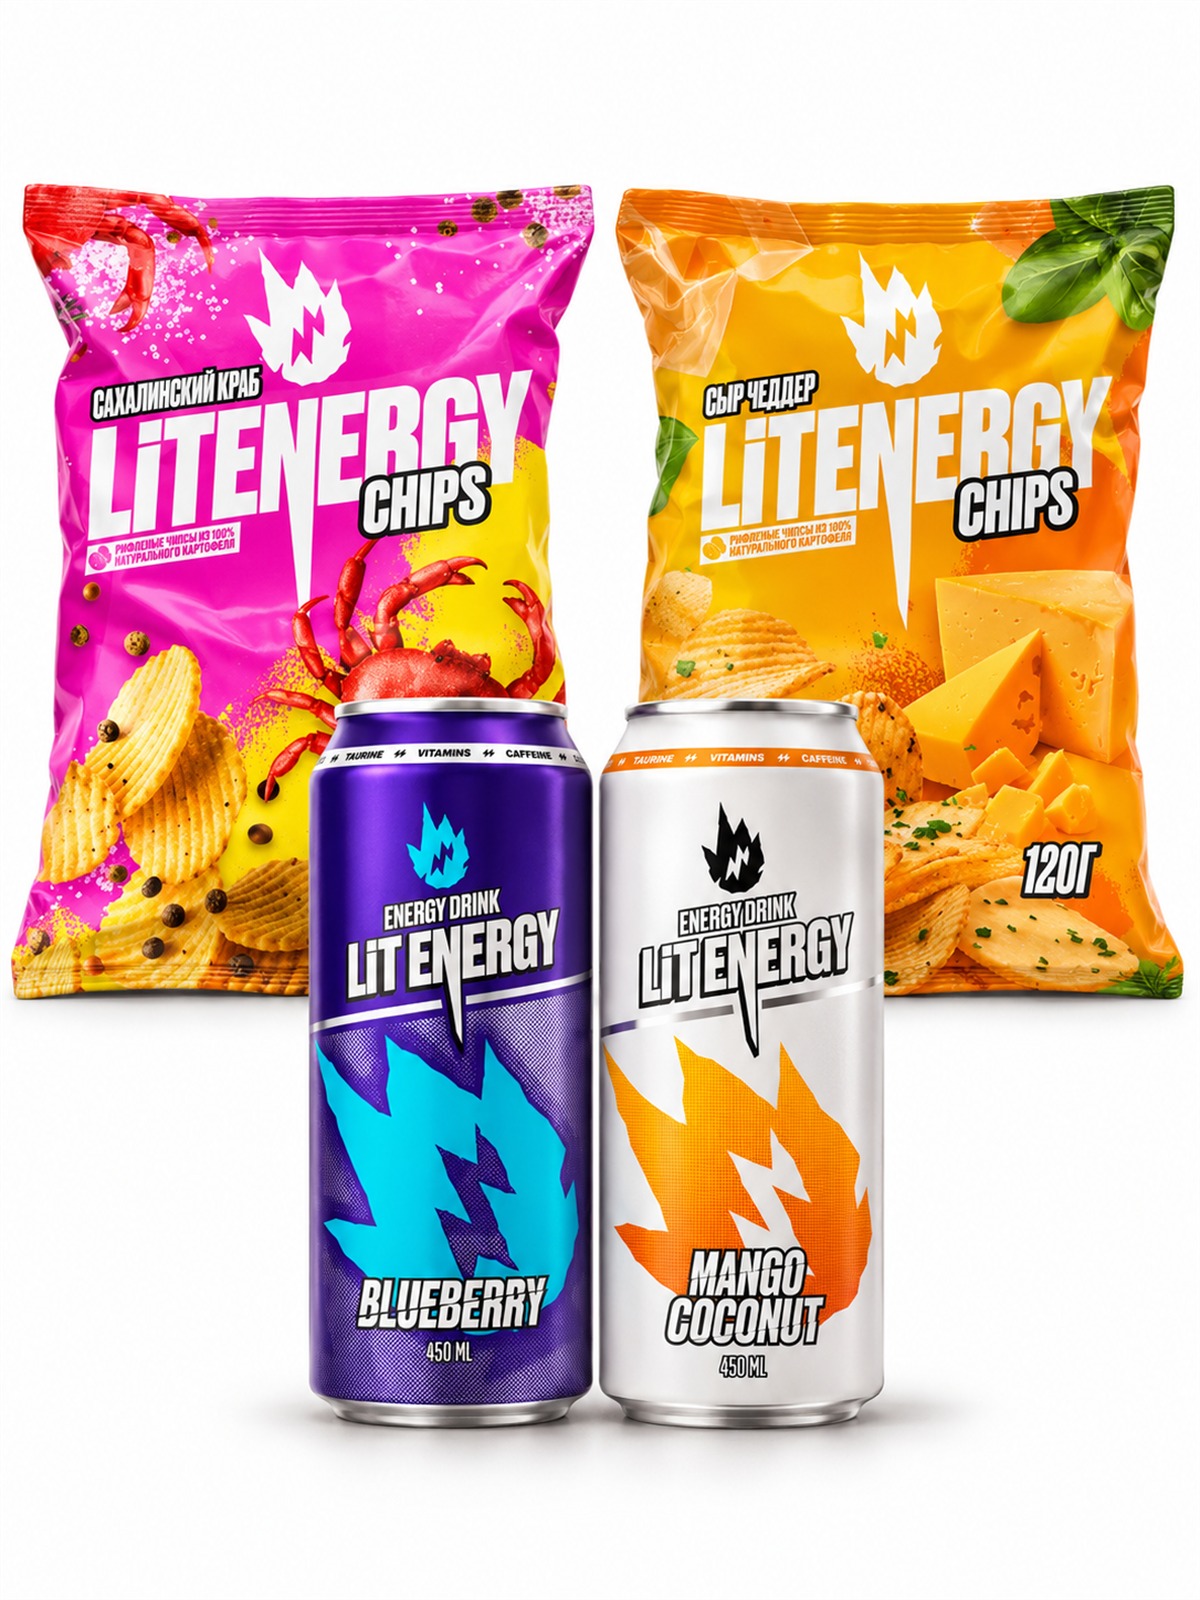 САХАЛИНСКИЙ КРАБ
LiTENERGY
CHIPS
РИФЛЕНЫЕ ЧИПСЫ ИЗ 100%
НАТУРАЛЬНОГО КАРТОФЕЛЯ
СЫР ЧЕДДЕР
LiTENERGY
CHIPS
РИФЛЕНЫЕ ЧИПСЫ ИЗ 100%
НАТУРАЛЬНОГО КАРТОФЕЛЯ
120Г
TAURINE VITAMINS CAFFEINE
ENERGY DRINK
LiT ENERGY
BLUEBERRY
450 ML
TAURINE VITAMINS CAFFEINE
ENERGY DRINK
LiT ENERGY
MANGO
COCONUT
450 ML